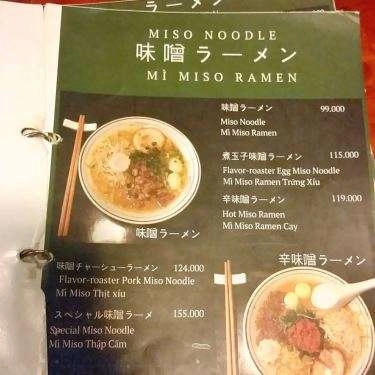 ラーメン
MISO NOODLE
味噌ラーメン
MÌ MISO RAMEN
味噌ラーメン 99.000
Miso Noodle
Mì Miso Ramen
煮玉子味噌ラーメン 115.000
Flavor-roaster Egg Miso Noodle
Mì Miso Ramen Trứng Xíu
辛味噌ラーメン 119.000
Hot Miso Ramen
Mì Miso Ramen Cay
味噌ラーメン
辛味噌ラーメン
味噌チャーシューラーメン 124.000
Flavor-roaster Pork Miso Noodle
Mì Miso Thịt xíu
スペシャル味噌ラーメ 155.000
Special Miso Noodle
Mì Miso Thập Cẩm